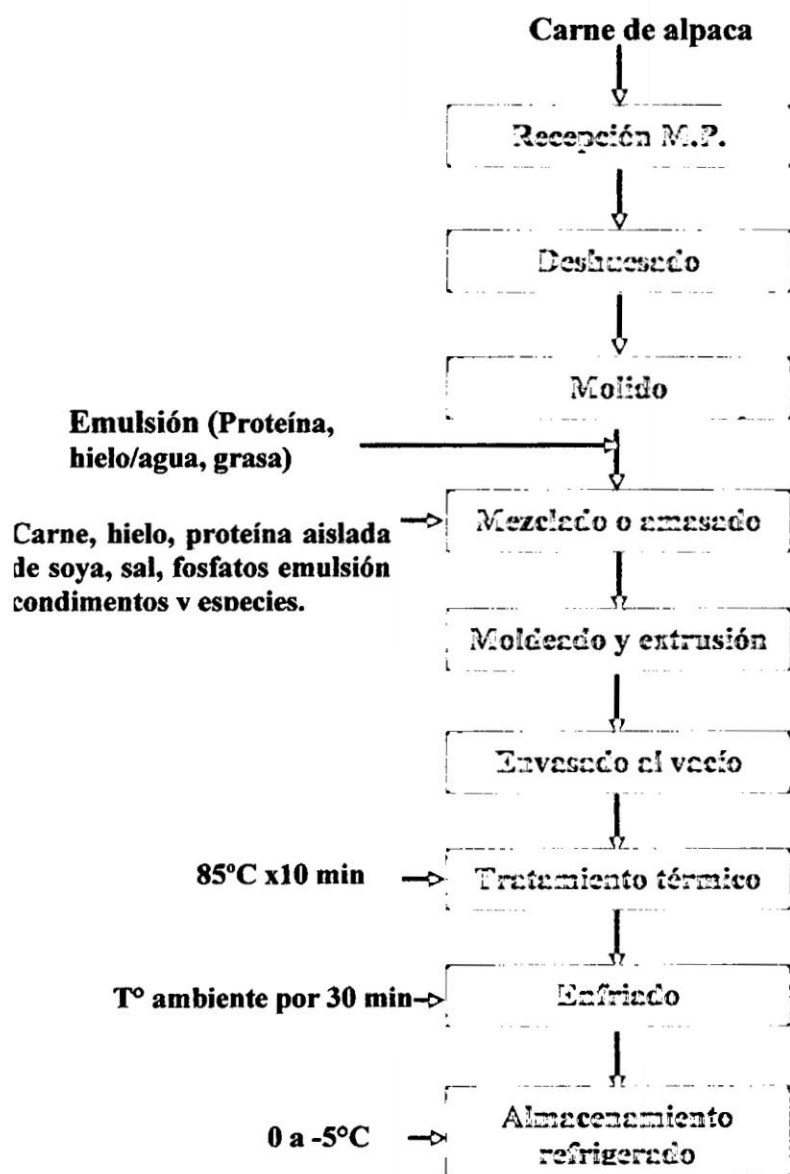 Carne de alpaca
Recepción M.P.
Deshuesado
Molido
Emulsión (Proteína,
hielo/agua, grasa)
Mezclado o amasado
Carne, hielo, proteína aislada
de soya, sal, fosfatos emulsión
condimentos y especies.
Moldeado y extrusión
Envasado al vacío
85ºC x10 min
Tratamiento térmico
Tº ambiente por 30 min
Enfriado
0 a -5°C
Almacenamiento
refrigerado